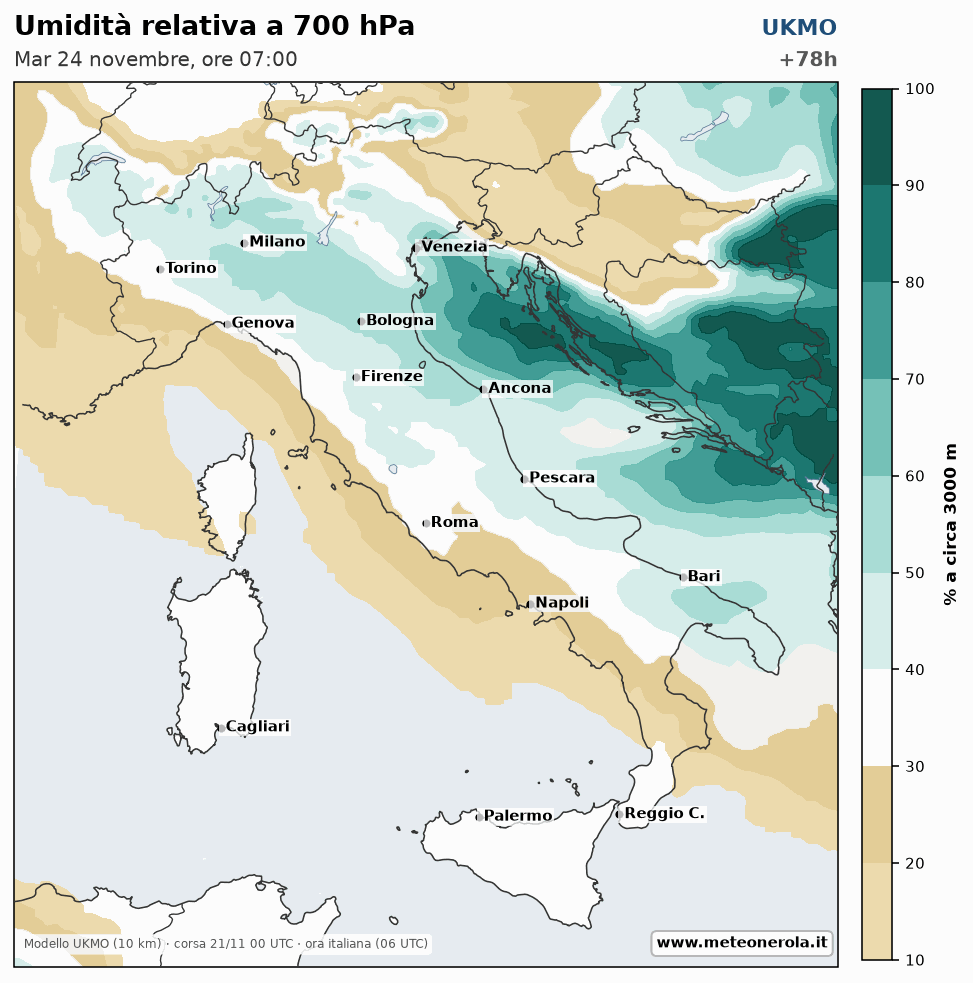 Umidità relativa a 700 hPa
UKMO
Mar 24 novembre, ore 07:00
+78h
100
90
80
70
60
50
40
30
20
10
% a circa 3000 m
Milano
Venezia
Torino
Genova
Bologna
Firenze
Ancona
Pescara
Roma
Bari
Napoli
Cagliari
Palermo
Reggio C.
Modello UKMO (10 km) · corsa 21/11 00 UTC · ora italiana (06 UTC)
www.meteonerola.it